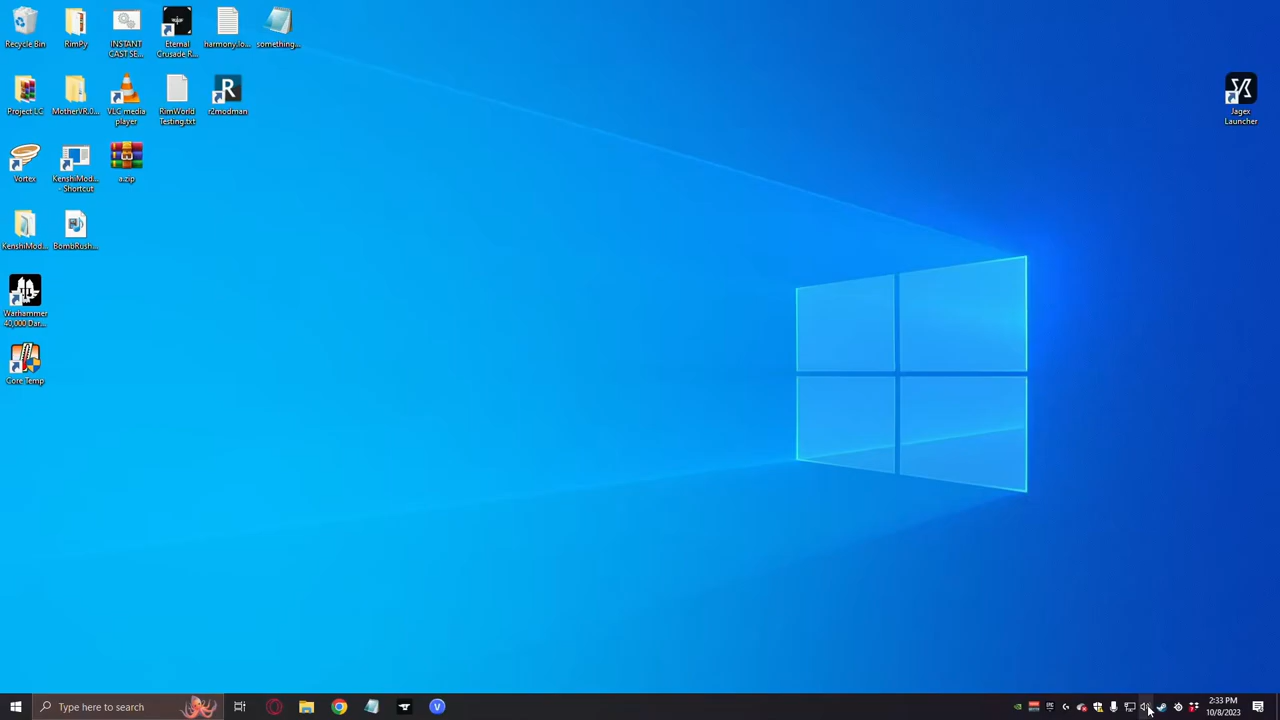 Recycle Bin
RimPy
INSTANT
CAST SE...
Eternal
Crusade R...
harmony.lo...
something...
Project LC
MotherVR.0...
VLC media
player
RimWorld
Testing.txt
r2modman
Jagex
Launcher
Vortex
KenshiMod...
- Shortcut
a.zip
KenshiMod...
BombRush...
Warhammer
40,000 Dar...
Core Temp
Type here to search
2:33 PM
10/8/2023